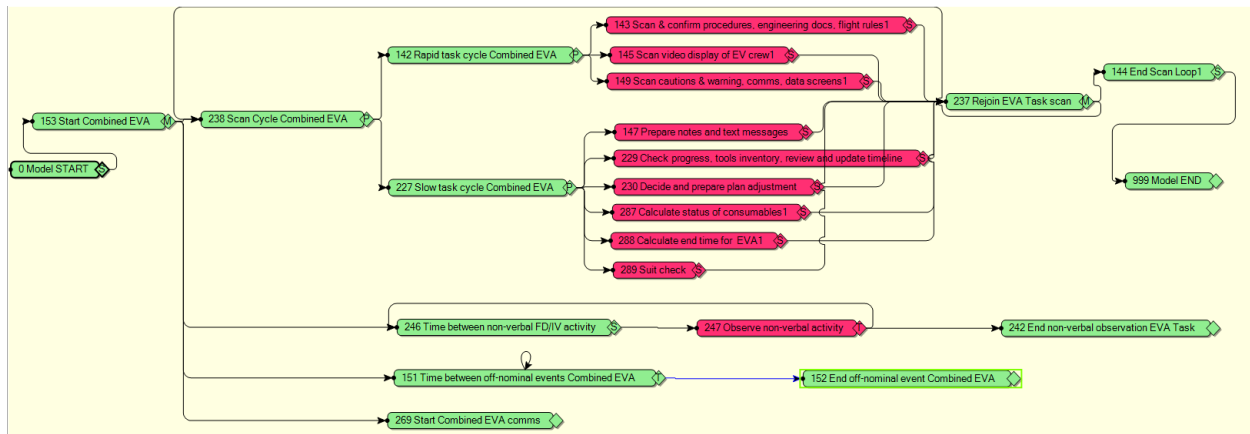 143 Scan & confirm procedures, engineering docs, flight rules1 S
142 Rapid task cycle Combined EVA P
145 Scan video display of EV crew1 S
149 Scan cautions & warning, comms, data screens1 S
144 End Scan Loop1 S
237 Rejoin EVA Task scan M
153 Start Combined EVA M
238 Scan Cycle Combined EVA P
0 Model START S
147 Prepare notes and text messages S
229 Check progress, tools inventory, review and update timeline S
227 Slow task cycle Combined EVA P
230 Decide and prepare plan adjustment S
287 Calculate status of consumables1 S
288 Calculate end time for EVA1 S
289 Suit check S
999 Model END
246 Time between non-verbal FD/IV activity S
247 Observe non-verbal activity T
242 End non-verbal observation EVA Task
151 Time between off-nominal events Combined EVA T
152 End off-nominal event Combined EVA
269 Start Combined EVA comms